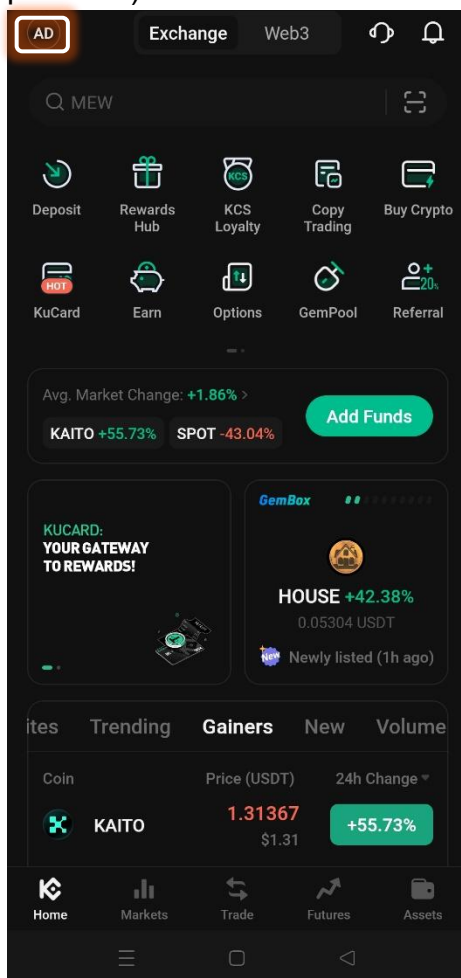 AD Exchange Web3
MEW
Deposit Rewards Hub KCS Loyalty Copy Trading Buy Crypto
KCS
HOT
20%
KuCard Earn Options GemPool Referral
Avg. Market Change: +1.86% >
KAITO +55.73% SPOT -43.04%
Add Funds
KUCARD:
YOUR GATEWAY
TO REWARDS!
GemBox
HOUSE +42.38%
0.05304 USDT
New Newly listed (1h ago)
ites Trending Gainers New Volume
Coin Price (USDT) 24h Change
KAITO 1.31367 +55.73%
$1.31
Home Markets Trade Futures Assets